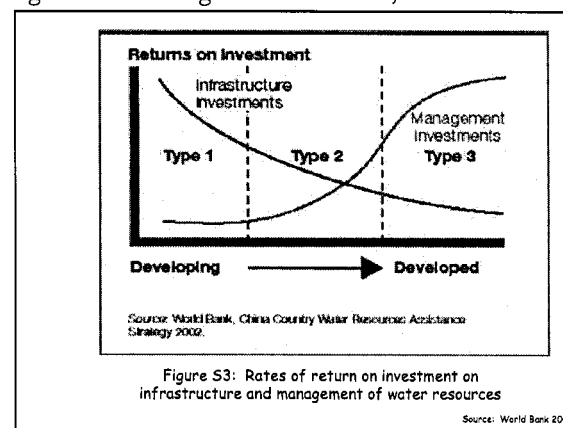 Returns on Investment
Infrastructure
Investments
Management
Investments
Type 1
Type 2
Type 3
Developing
Developed
Source: World Bank, China Country Water Resources Assistance
Strategy 2002.
Figure S3: Rates of return on investment on
infrastructure and management of water resources
Source: World Bank 20